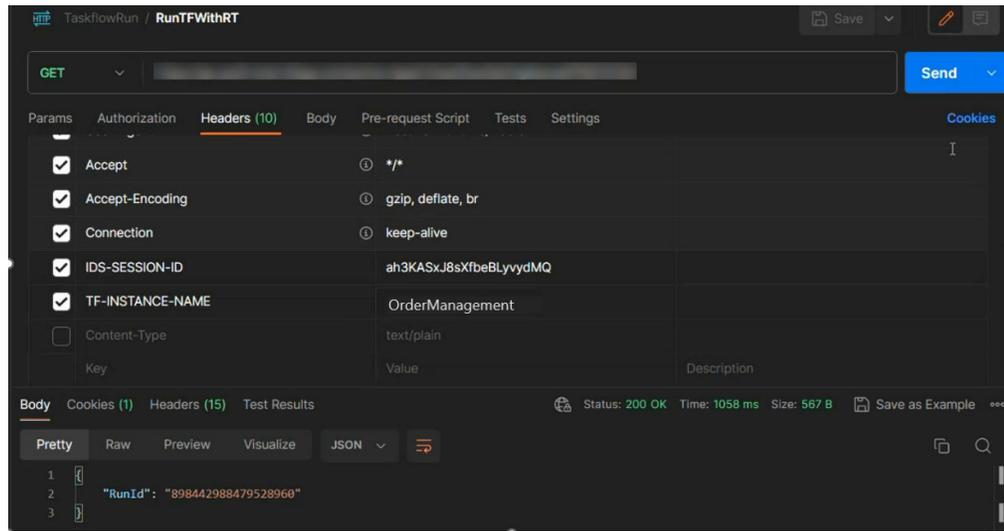 HTTP TaskflowRun / RunTFWithRT Save
GET Send
Params Authorization Headers (10) Body Pre-request Script Tests Settings Cookies
Accept */*
Accept-Encoding gzip, deflate, br
Connection keep-alive
IDS-SESSION-ID ah3KASxJ8sXfbeBLyvydMQ
TF-INSTANCE-NAME OrderManagement
Content-Type text/plain
Key Value Description
Body Cookies (1) Headers (15) Test Results Status: 200 OK Time: 1058 ms Size: 567 B Save as Example
Pretty Raw Preview Visualize JSON
1 {
2 "RunId": "898442988479528960"
3 }